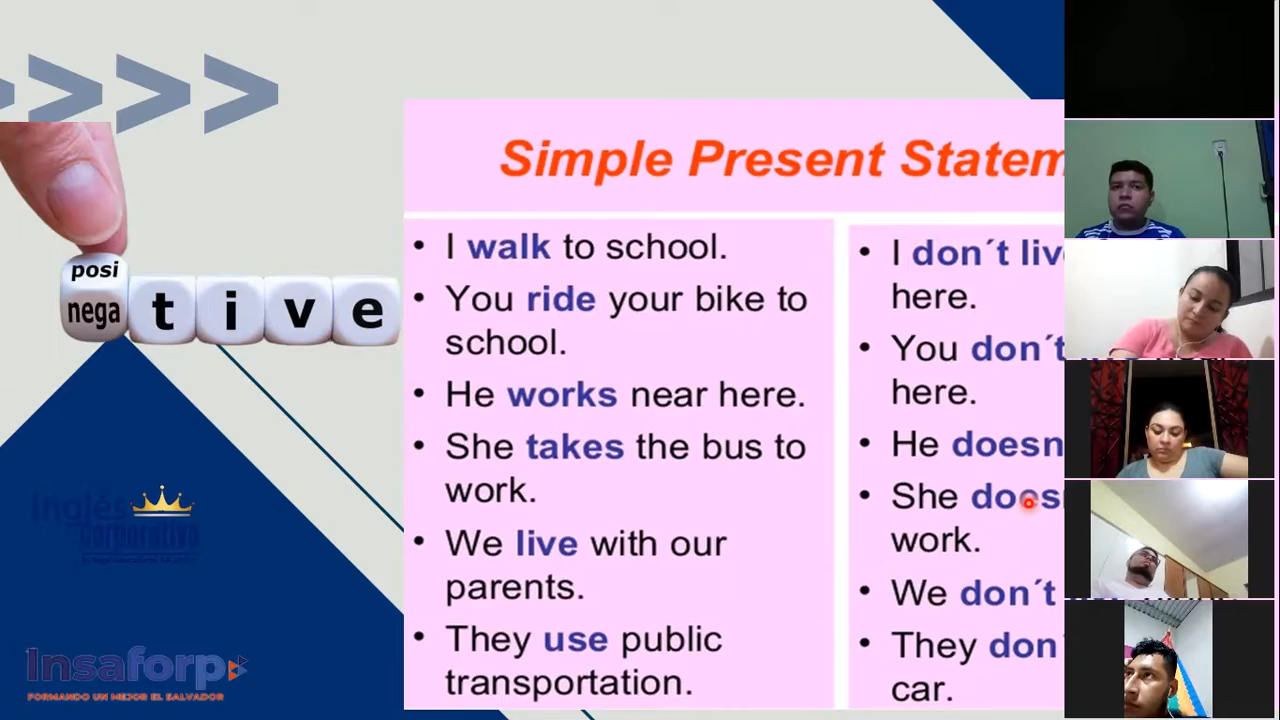 Simple Present Statem
posi
nega t i v e
• I walk to school.
• You ride your bike to
school.
• He works near here.
• She takes the bus to
work.
• We live with our
parents.
• They use public
transportation.
• I don´t liv
here.
• You don´t
here.
• He doesn
• She does
work.
• We don´t
• They don
car.
Inglés
Corporativo
Insaforp
FORMANDO UN MEJOR EL SALVADOR